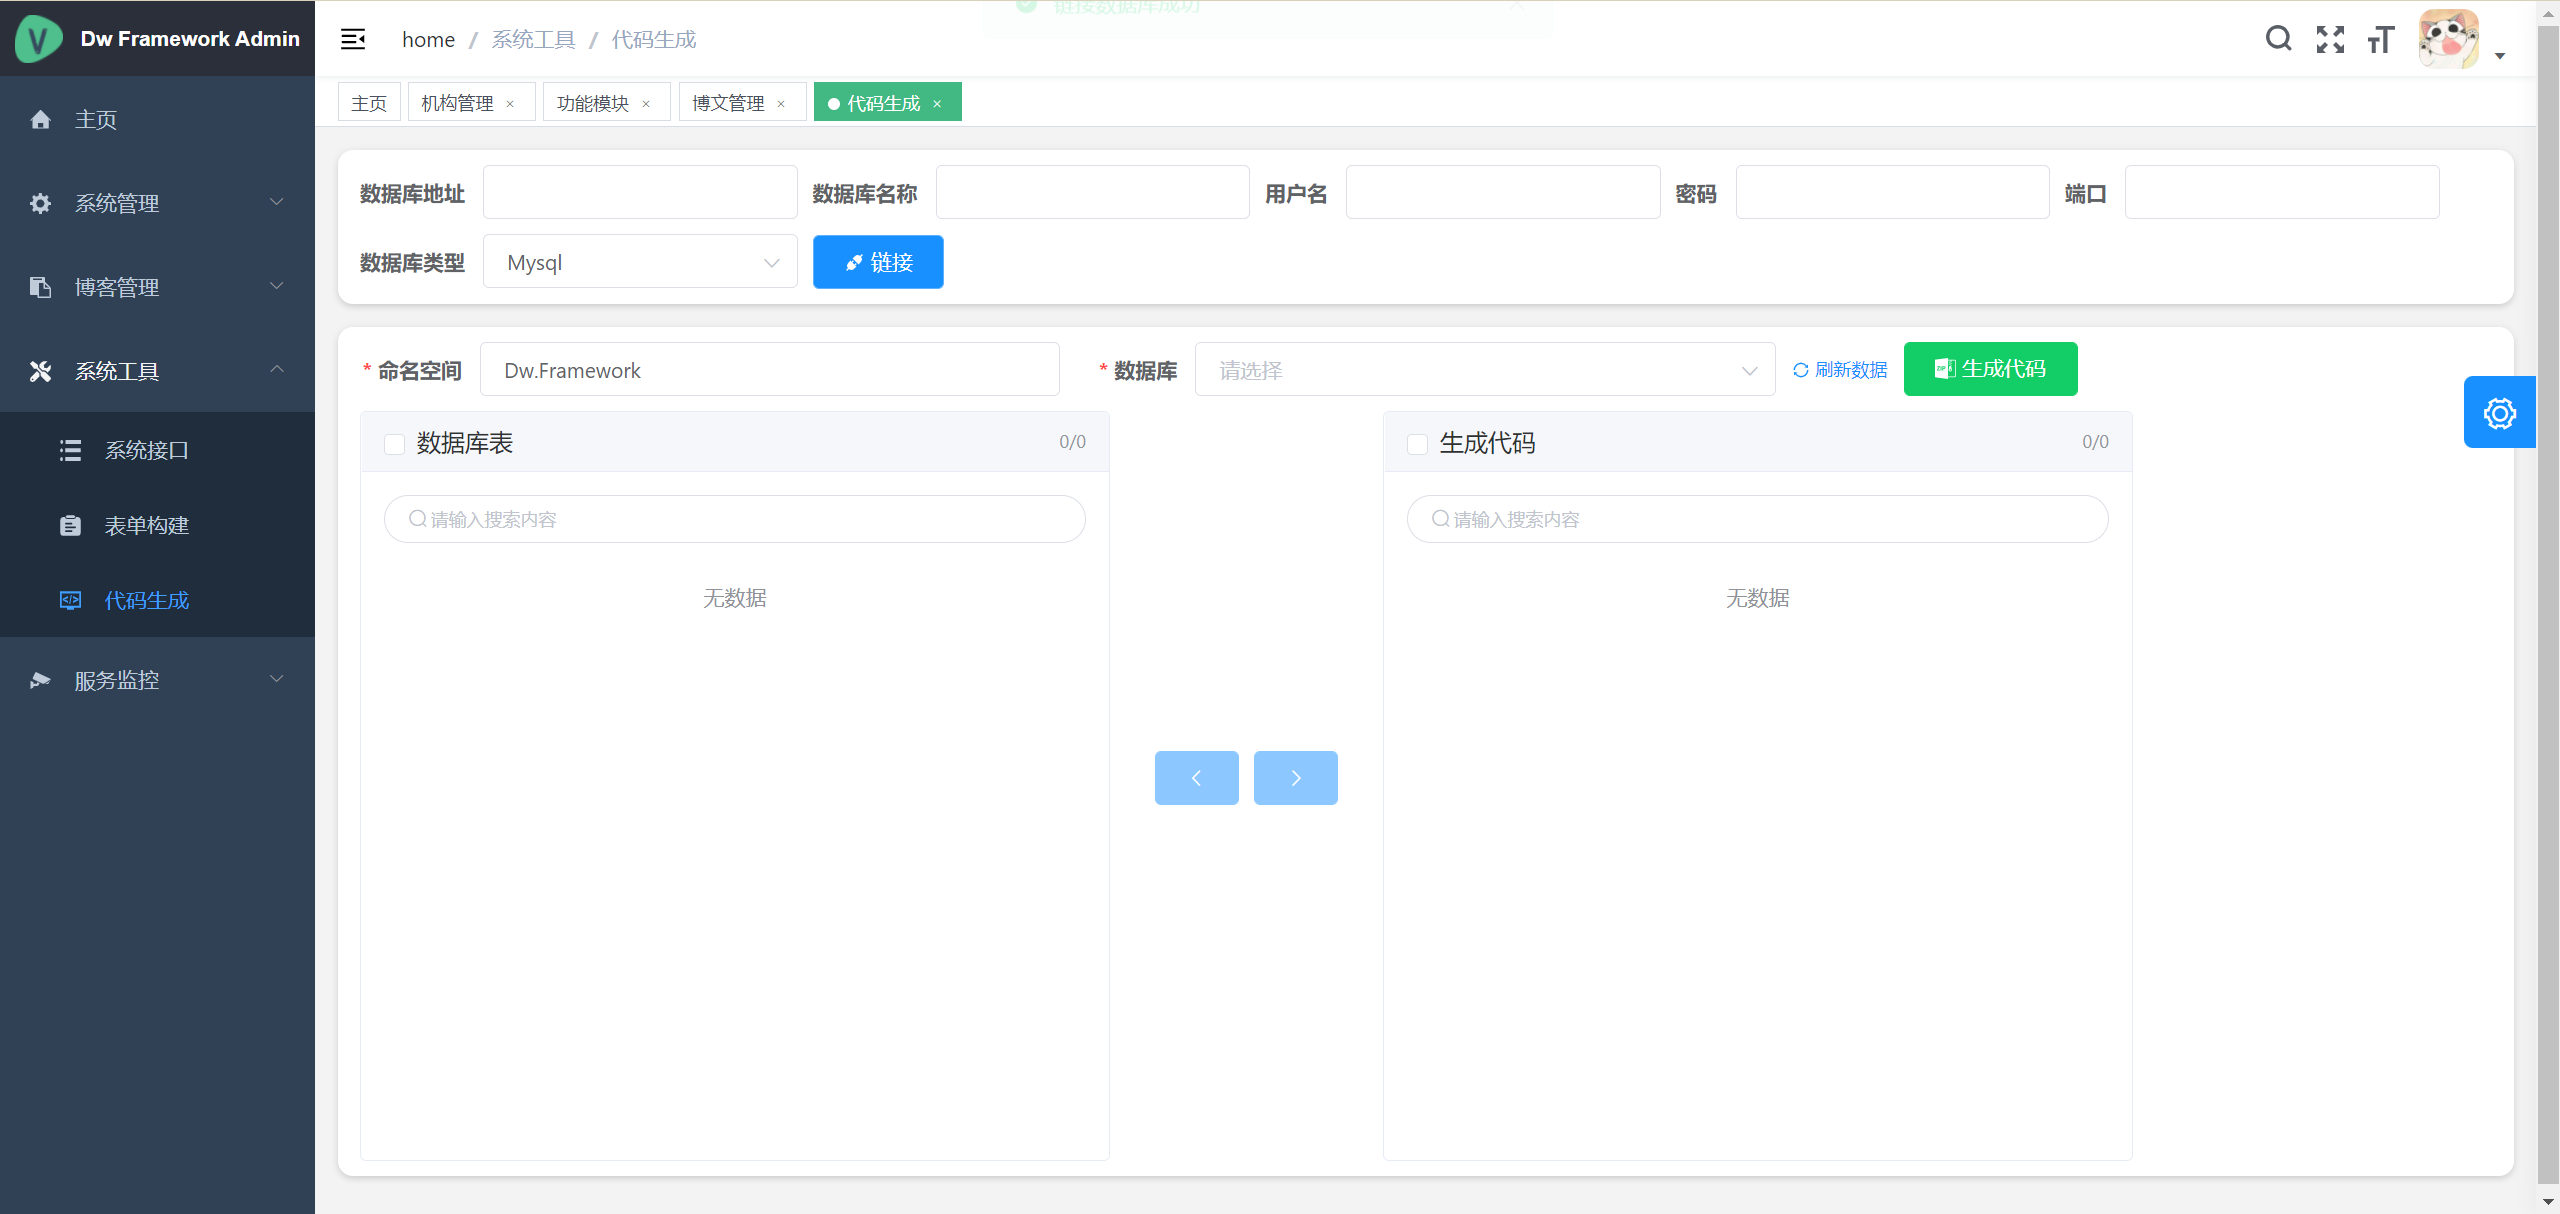 链接数据库成功
Dw Framework Admin
home / 系统工具 / 代码生成
主页
机构管理 ×
功能模块 ×
博文管理 ×
代码生成 ×
主页
系统管理
博客管理
系统工具
系统接口
表单构建
代码生成
服务监控
数据库地址
数据库名称
用户名
密码
端口
数据库类型 Mysql
链接
* 命名空间 Dw.Framework
* 数据库 请选择
刷新数据
生成代码
数据库表 0/0
请输入搜索内容
无数据
生成代码 0/0
请输入搜索内容
无数据